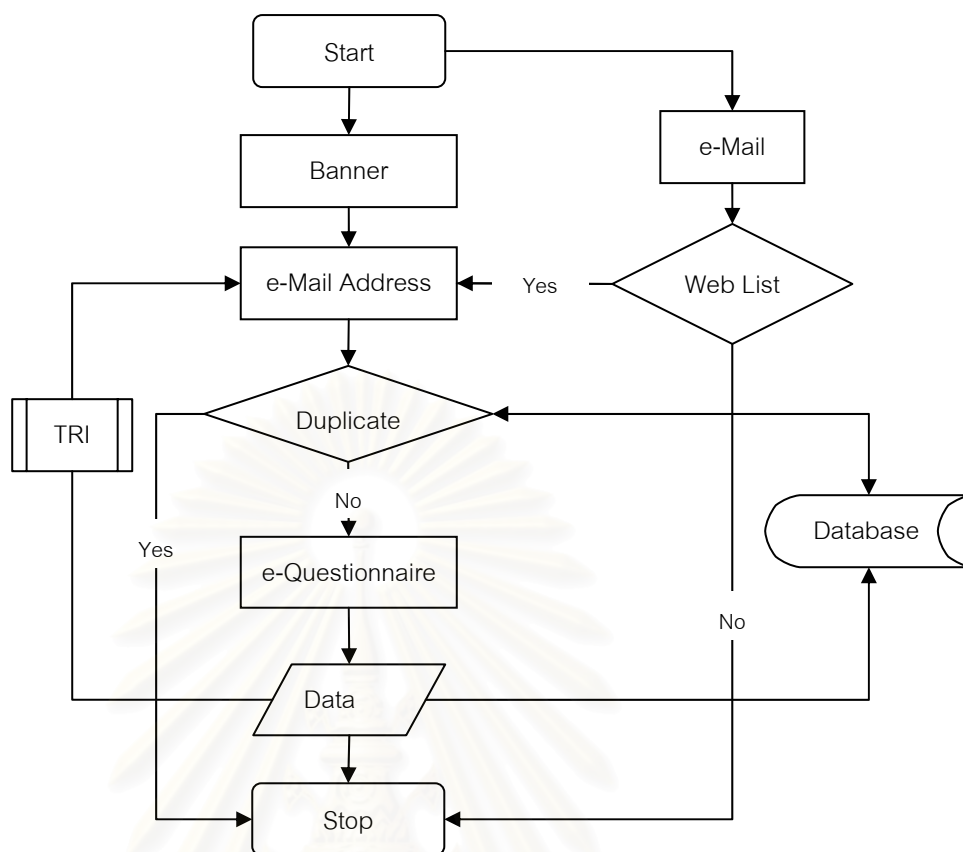 Start
e-Mail
Banner
e-Mail Address
Yes
Web List
TRI
Duplicate
No
Database
Yes
e-Questionnaire
No
Data
Stop